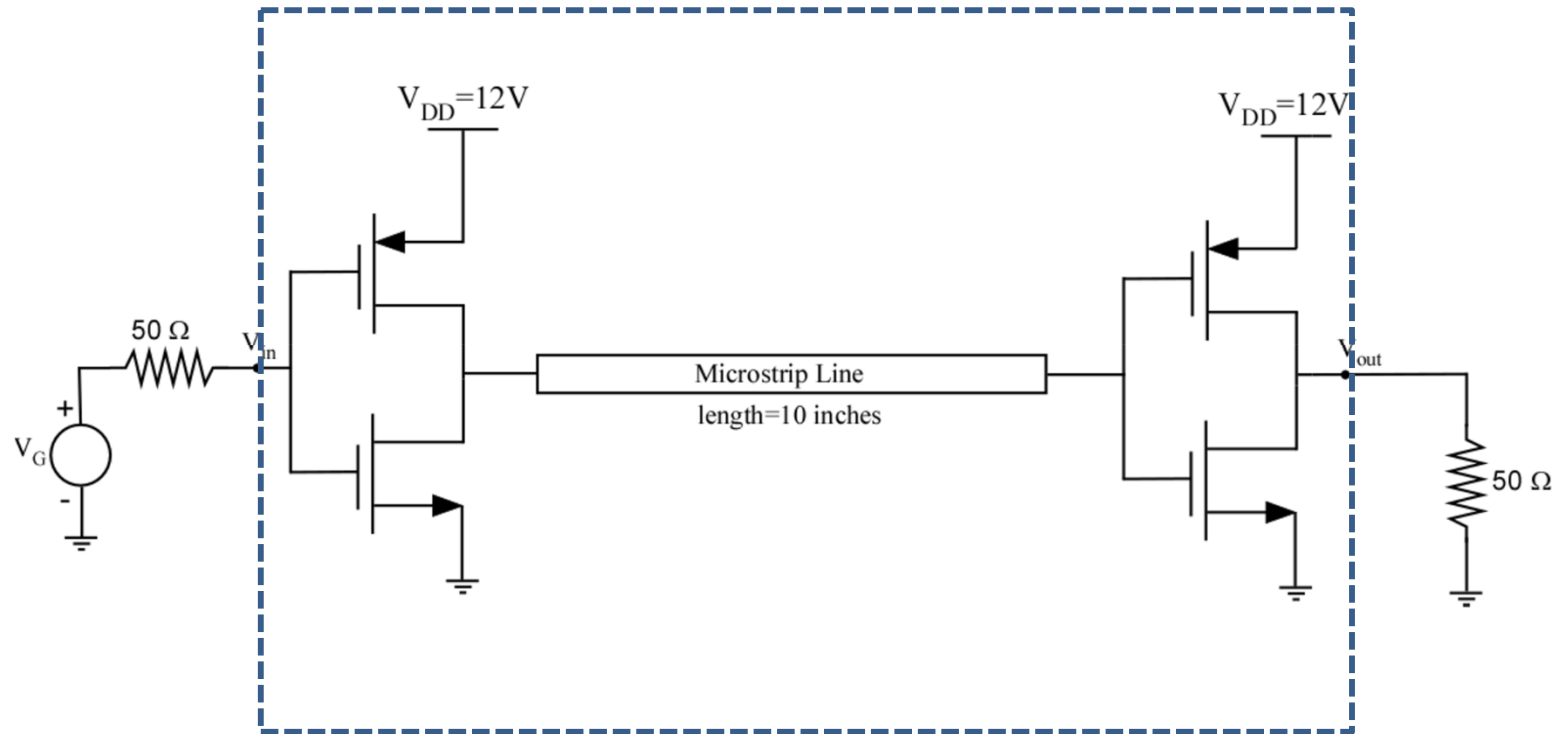 V_DD=12V
V_DD=12V
50 Ω
V_in
Microstrip Line
length=10 inches
V_out
+
V_G
-
50 Ω